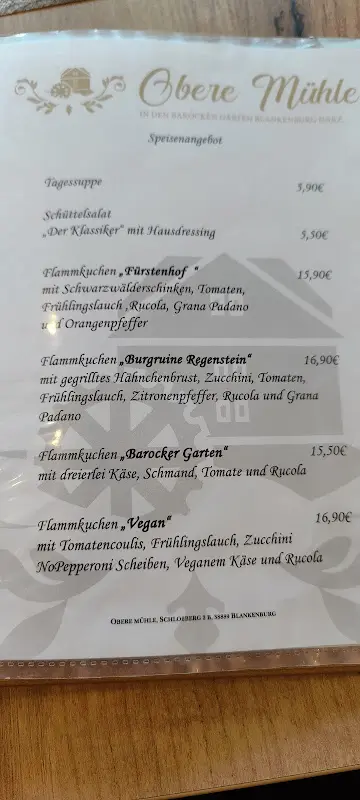 Obere Mühle
IN DEN BAROCKEN GÄRTEN BLANKENBURG HARZ
Speisenangebot
Tagessuppe 5,90€
Schüttelsalat
„Der Klassiker“ mit Hausdressing 5,50€
Flammkuchen „Fürstenhof “ 15,90€
mit Schwarzwälderschinken, Tomaten,
Frühlingslauch ,Rucola, Grana Padano
und Orangenpfeffer
Flammkuchen „Burgruine Regenstein“ 16,90€
mit gegrilltes Hähnchenbrust, Zucchini, Tomaten,
Frühlingslauch, Zitronenpfeffer, Rucola und Grana
Padano
Flammkuchen „Barocker Garten“ 15,50€
mit dreierlei Käse, Schmand, Tomate und Rucola
Flammkuchen „Vegan“ 16,90€
mit Tomatencoulis, Frühlingslauch, Zucchini
NoPepperoni Scheiben, Veganem Käse und Rucola
OBERE MÜHLE, SCHLOßBERG 1 B, 38889 BLANKENBURG